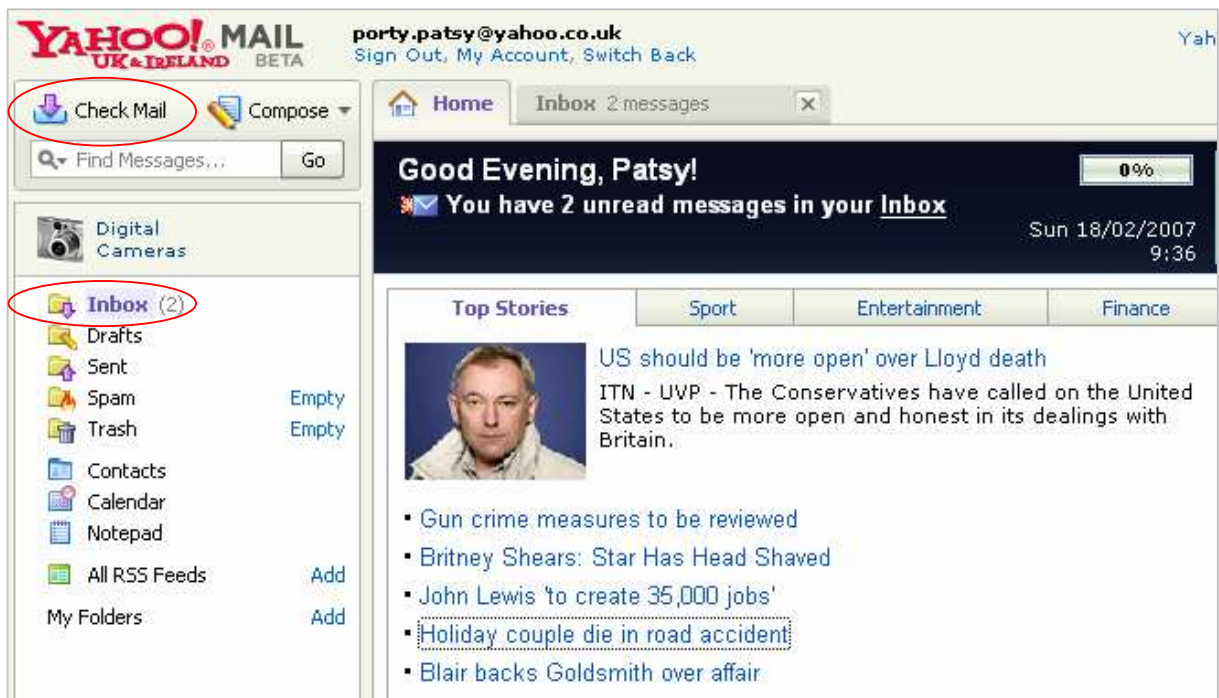 YAHOO! MAIL
UK & IRELAND BETA
porty.patsy@yahoo.co.uk
Sign Out, My Account, Switch Back
Yah
Check Mail
Compose
Find Messages...
Go
Home
Inbox 2 messages
Good Evening, Patsy!
You have 2 unread messages in your Inbox
0%
Sun 18/02/2007
9:36
Digital
Cameras
Inbox (2)
Drafts
Sent
Spam Empty
Trash Empty
Contacts
Calendar
Notepad
All RSS Feeds Add
My Folders Add
Top Stories
Sport
Entertainment
Finance
US should be 'more open' over Lloyd death
ITN - UVP - The Conservatives have called on the United
States to be more open and honest in its dealings with
Britain.
Gun crime measures to be reviewed
Britney Shears: Star Has Head Shaved
John Lewis 'to create 35,000 jobs'
Holiday couple die in road accident
Blair backs Goldsmith over affair